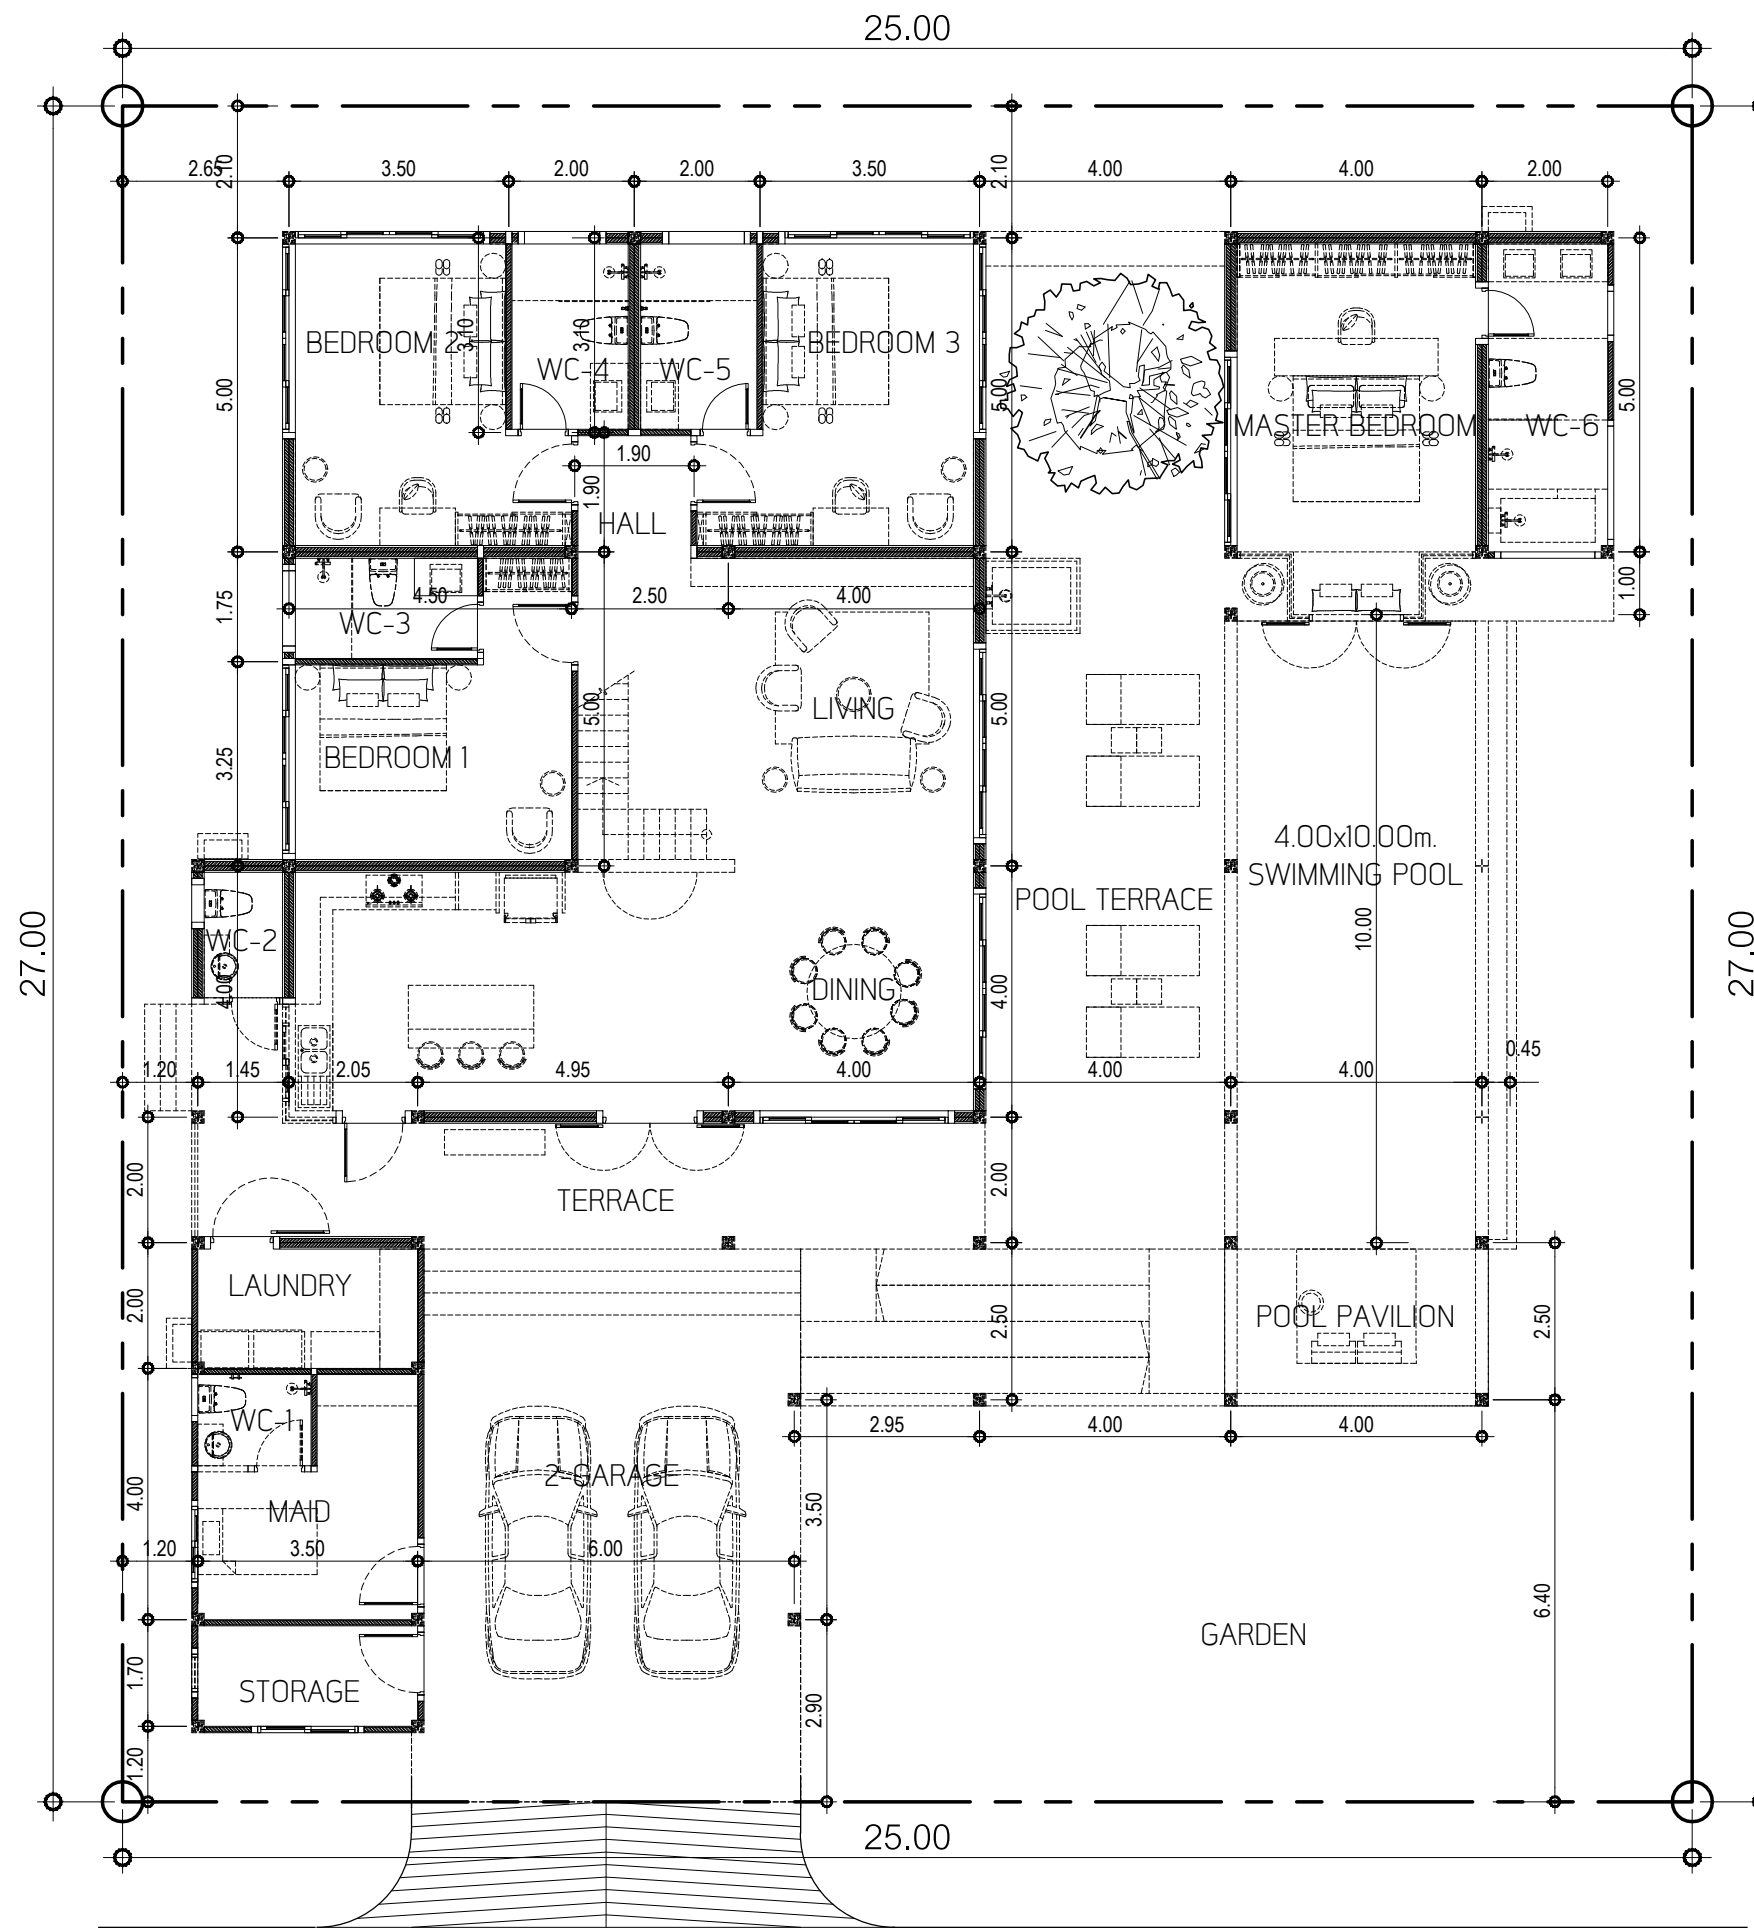 25.00
2.65
2.10
3.50
2.00
2.00
3.50
2.10
4.00
4.00
2.00
BEDROOM 2
3.10
3.10
WC-4
WC-5
BEDROOM 3
5.00
5.00
MASTER BEDROOM
WC-6
5.00
1.90
1.90
HALL
1.75
4.50
2.50
4.00
1.00
WC-3
5.00
LIVING
5.00
3.25
BEDROOM 1
4.00x10.00m.
SWIMMING POOL
POOL TERRACE
10.00
27.00
27.00
WC-2
4.00
DINING
4.00
1.20
1.45
2.05
4.95
4.00
4.00
4.00
0.45
2.00
TERRACE
2.00
LAUNDRY
2.00
2.50
POOL PAVILION
2.50
WC-1
2.95
4.00
4.00
2-GARAGE
4.00
MAID
3.50
1.20
3.50
6.00
6.40
GARDEN
1.70
STORAGE
2.90
1.20
25.00